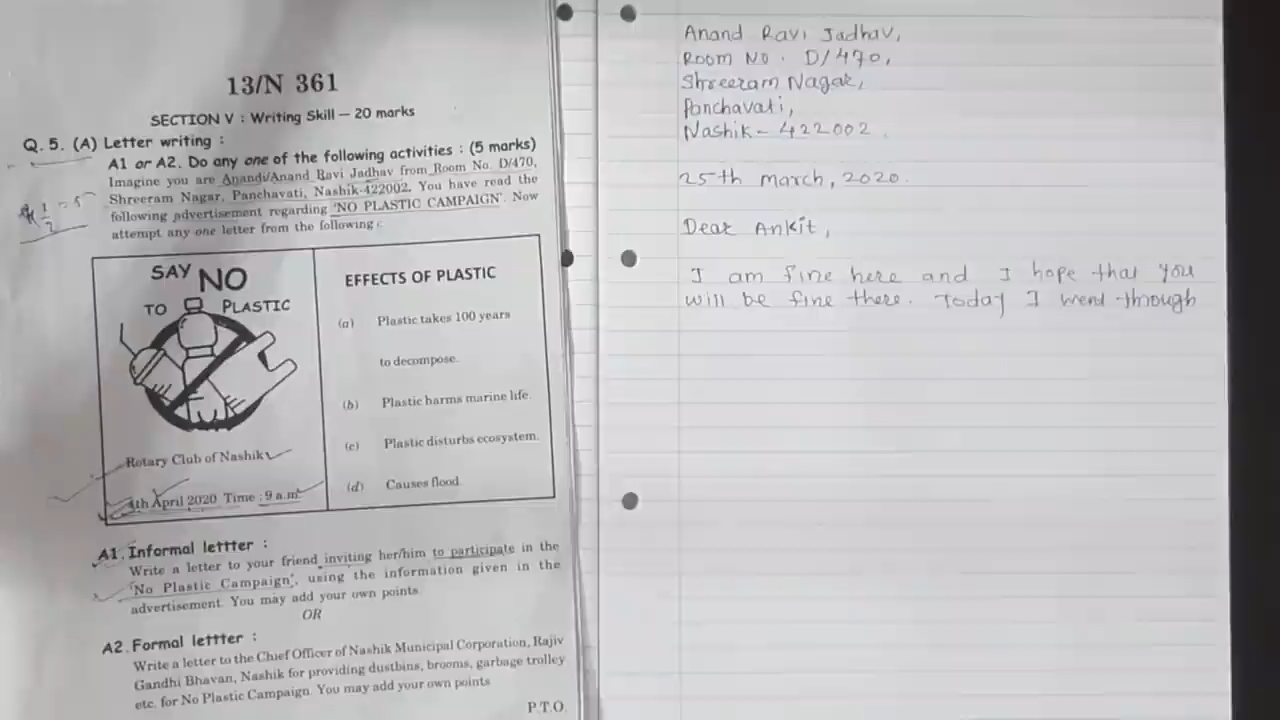 13/N 361
SECTION V : Writing Skill – 20 marks
Q. 5. (A) Letter writing :
A1 or A2. Do any one of the following activities : (5 marks)
Imagine you are Anandi/Anand Ravi Jadhav from Room No. D/470,
Shreeram Nagar, Panchavati, Nashik-422002. You have read the
following advertisement regarding 'NO PLASTIC CAMPAIGN'. Now
attempt any one letter from the following :
SAY NO
TO PLASTIC
Rotary Club of Nashik
4th April 2020 Time : 9 a.m.
EFFECTS OF PLASTIC
(a) Plastic takes 100 years
to decompose.
(b) Plastic harms marine life.
(c) Plastic disturbs ecosystem.
(d) Causes flood.
A1. Informal lettter :
Write a letter to your friend inviting her/him to participate in the
'No Plastic Campaign', using the information given in the
advertisement. You may add your own points.
OR
A2. Formal lettter :
Write a letter to the Chief Officer of Nashik Municipal Corporation, Rajiv
Gandhi Bhavan, Nashik for providing dustbins, brooms, garbage trolley
etc. for No Plastic Campaign. You may add your own points
P.T.O.
Anand Ravi Jadhav,
Room No. D/470,
Shreeram Nagar,
Panchavati,
Nashik - 422002.
25th march, 2020.
Dear Ankit,
I am fine here and I hope that you
will be fine there. Today I went through